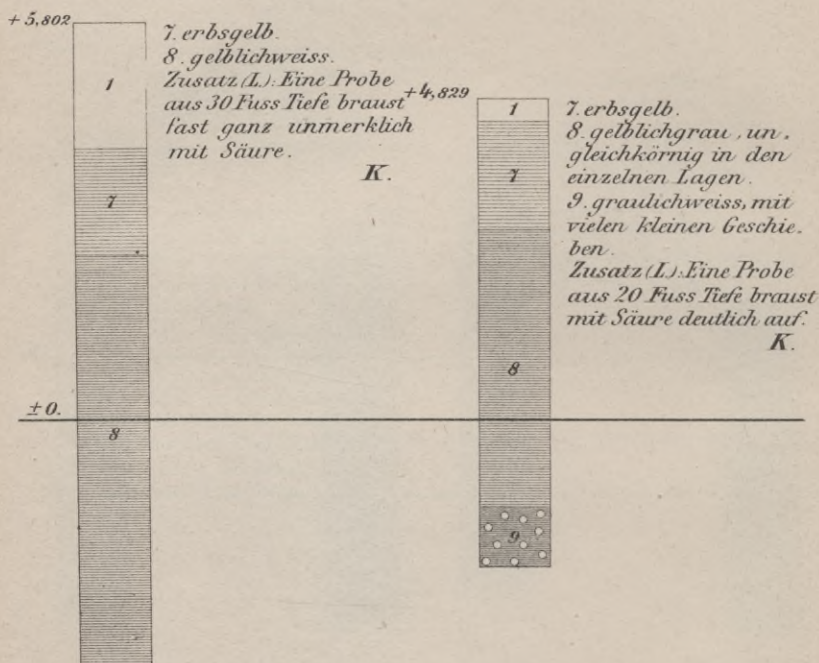 +5,802
7. erbsgelb.
8. gelblichweiss.
Zusatz (L): Eine Probe
aus 30 Fuss Tiefe braust
fast ganz unmerklich
mit Säure.
K.
1
7
8
±0.
+4,829
7. erbsgelb.
8. gelblichgrau, un-
gleichkörnig in den
einzelnen Lagen.
9. graulichweiss, mit
vielen kleinen Geschie-
ben.
Zusatz (L): Eine Probe
aus 20 Fuss Tiefe braust
mit Säure deutlich auf.
K.
1
7
8
9